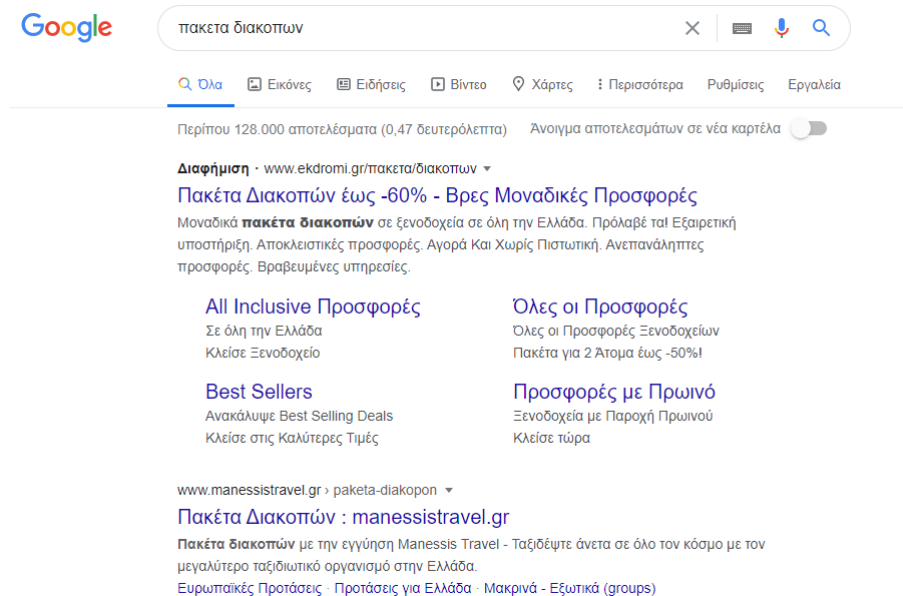 Google
πακετα διακοπων
Όλα Εικόνες Ειδήσεις Βίντεο Χάρτες Περισσότερα Ρυθμίσεις Εργαλεία
Περίπου 128.000 αποτελέσματα (0,47 δευτερόλεπτα) Άνοιγμα αποτελεσμάτων σε νέα καρτέλα
Διαφήμιση · www.ekdromi.gr/πακετα/διακοπων
Πακέτα Διακοπών έως -60% - Βρες Μοναδικές Προσφορές
Μοναδικά πακέτα διακοπών σε ξενοδοχεία σε όλη την Ελλάδα. Πρόλαβέ τα! Εξαιρετική
υποστήριξη. Αποκλειστικές προσφορές. Αγορά Και Χωρίς Πιστωτική. Ανεπανάληπτες
προσφορές. Βραβευμένες υπηρεσίες.
All Inclusive Προσφορές
Σε όλη την Ελλάδα
Κλείσε Ξενοδοχείο
Όλες οι Προσφορές
Όλες οι Προσφορές Ξενοδοχείων
Πακέτα για 2 Άτομα έως -50%!
Best Sellers
Ανακάλυψε Best Selling Deals
Κλείσε στις Καλύτερες Τιμές
Προσφορές με Πρωινό
Ξενοδοχεία με Παροχή Πρωινού
Κλείσε τώρα
www.manessistravel.gr › paketa-diakopon
Πακέτα Διακοπών : manessistravel.gr
Πακέτα διακοπών με την εγγύηση Manessis Travel - Ταξιδέψτε άνετα σε όλο τον κόσμο με τον
μεγαλύτερο ταξιδιωτικό οργανισμό στην Ελλάδα.
Ευρωπαϊκές Προτάσεις · Προτάσεις για Ελλάδα · Μακρινά - Εξωτικά (groups)